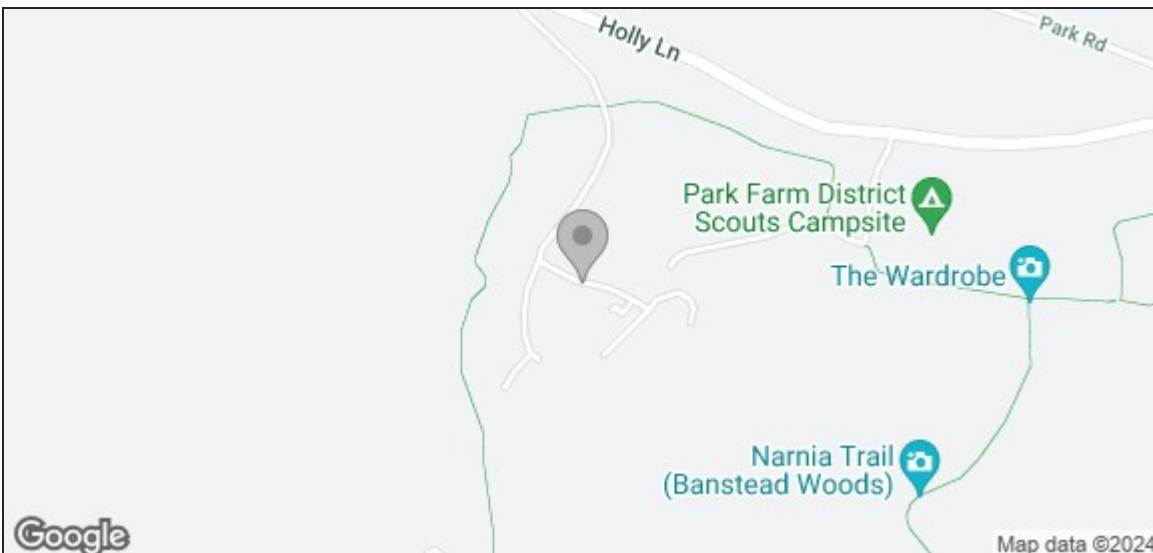 Holly Ln
Park Rd
Park Farm District
Scouts Campsite
The Wardrobe
Narnia Trail
(Banstead Woods)
Google
Map data ©2024